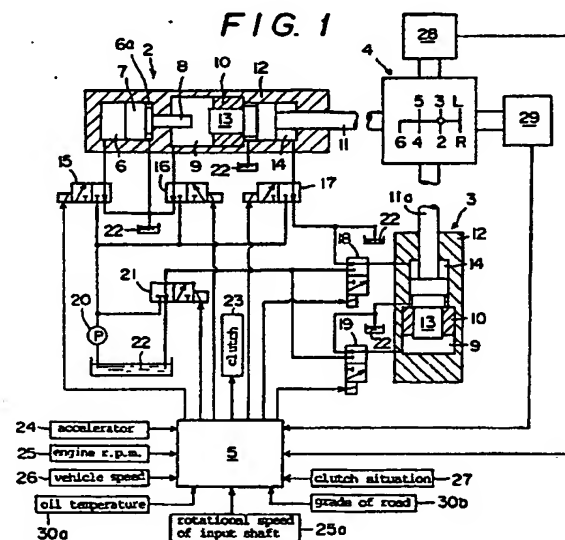 FIG. 1
28
6a
2
7
8
10
12
4
5 3 L
6 4 2 R
29
13
6
9
22
14
11
15
16
17
22
11a
3
22
12
18
14
21
23
20
P
22
clutch
19
22
13
10
9
24
accelerator
25
engine r.p.m.
5
26
vehicle speed
clutch situation
27
oil temperature
grade of road
30b
30a
rotational speed
of input shaft
25a